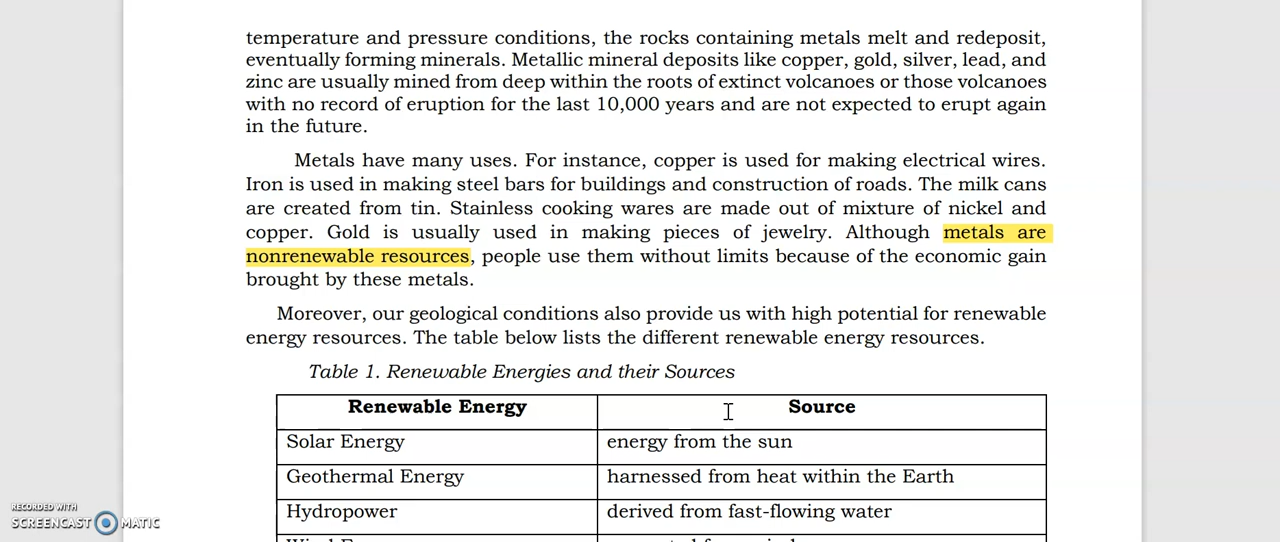 temperature and pressure conditions, the rocks containing metals melt and redeposit,
eventually forming minerals. Metallic mineral deposits like copper, gold, silver, lead, and
zinc are usually mined from deep within the roots of extinct volcanoes or those volcanoes
with no record of eruption for the last 10,000 years and are not expected to erupt again
in the future.
Metals have many uses. For instance, copper is used for making electrical wires.
Iron is used in making steel bars for buildings and construction of roads. The milk cans
are created from tin. Stainless cooking wares are made out of mixture of nickel and
copper. Gold is usually used in making pieces of jewelry. Although metals are
nonrenewable resources, people use them without limits because of the economic gain
brought by these metals.
Moreover, our geological conditions also provide us with high potential for renewable
energy resources. The table below lists the different renewable energy resources.
Table 1. Renewable Energies and their Sources
Renewable Energy Source
Solar Energy energy from the sun
Geothermal Energy harnessed from heat within the Earth
Hydropower derived from fast-flowing water
RECORDED WITH
SCREENCAST MATIC